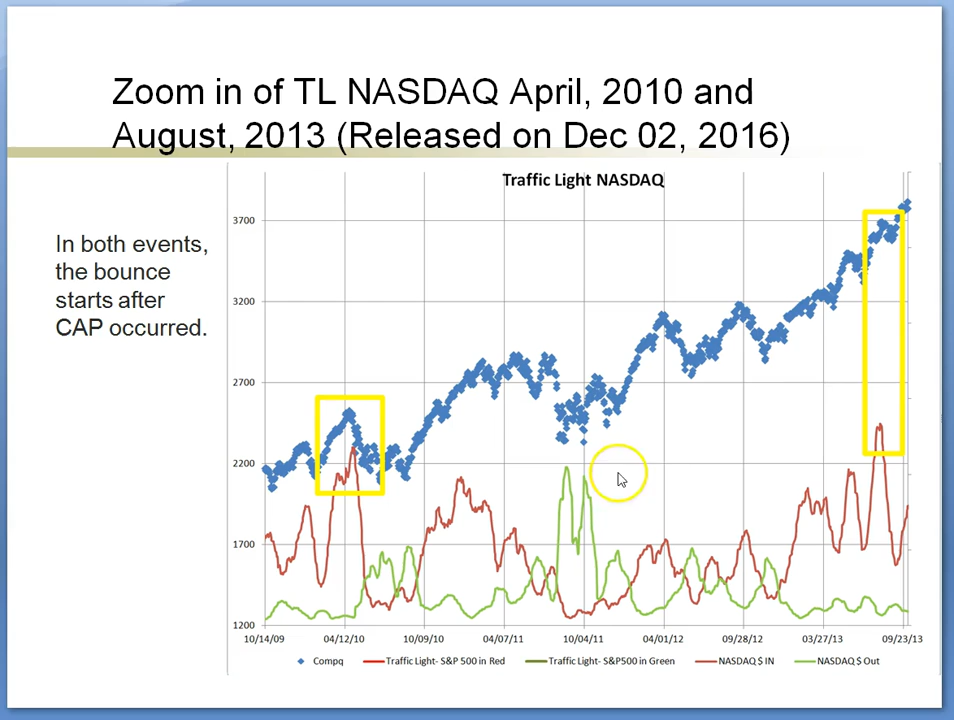 Zoom in of TL NASDAQ April, 2010 and
August, 2013 (Released on Dec 02, 2016)
In both events,
the bounce
starts after
CAP occurred.
Traffic Light NASDAQ
3700
3200
2700
2200
1700
1200
10/14/09 04/12/10 10/09/10 04/07/11 10/04/11 04/01/12 09/28/12 03/27/13 09/23/13
Compq Traffic Light- S&P 500 in Red Traffic Light- S&P500 in Green NASDAQ $ IN NASDAQ $ Out